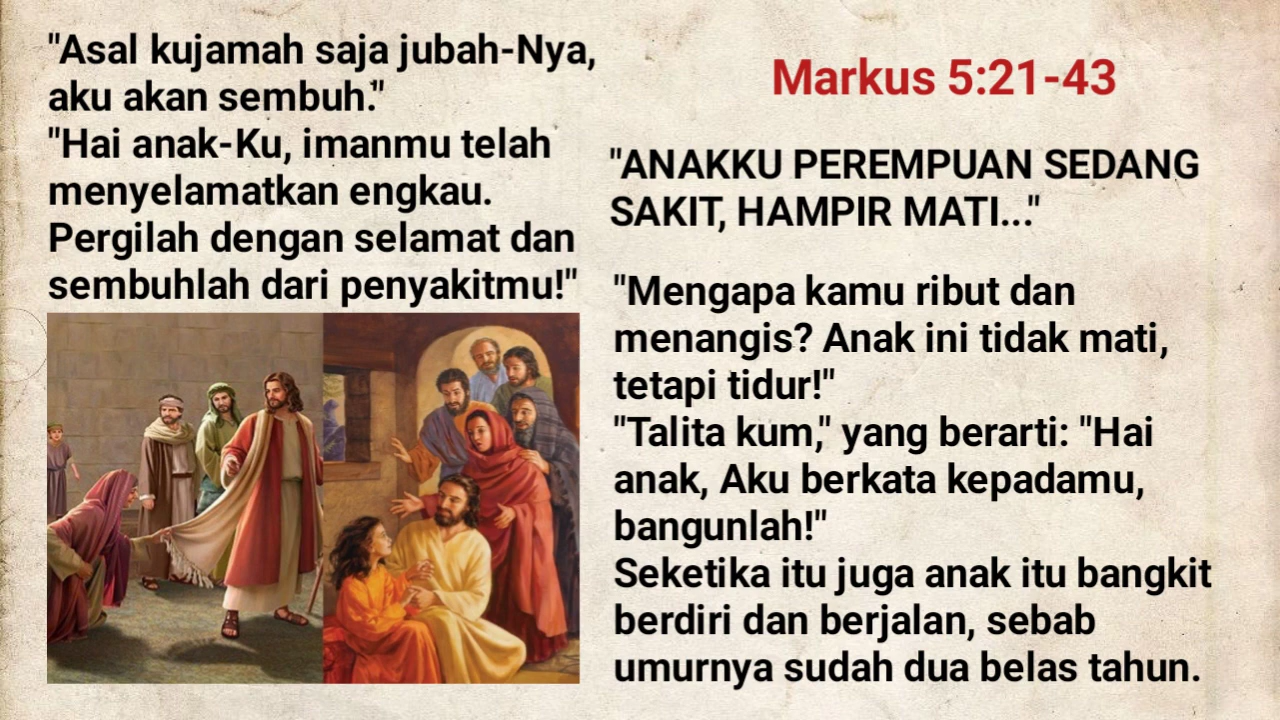 "Asal kujamah saja jubah-Nya,
aku akan sembuh."
"Hai anak-Ku, imanmu telah
menyelamatkan engkau.
Pergilah dengan selamat dan
sembuhlah dari penyakitmu!"
Markus 5:21-43
"ANAKKU PEREMPUAN SEDANG
SAKIT, HAMPIR MATI..."
"Mengapa kamu ribut dan
menangis? Anak ini tidak mati,
tetapi tidur!"
"Talita kum," yang berarti: "Hai
anak, Aku berkata kepadamu,
bangunlah!"
Seketika itu juga anak itu bangkit
berdiri dan berjalan, sebab
umurnya sudah dua belas tahun.